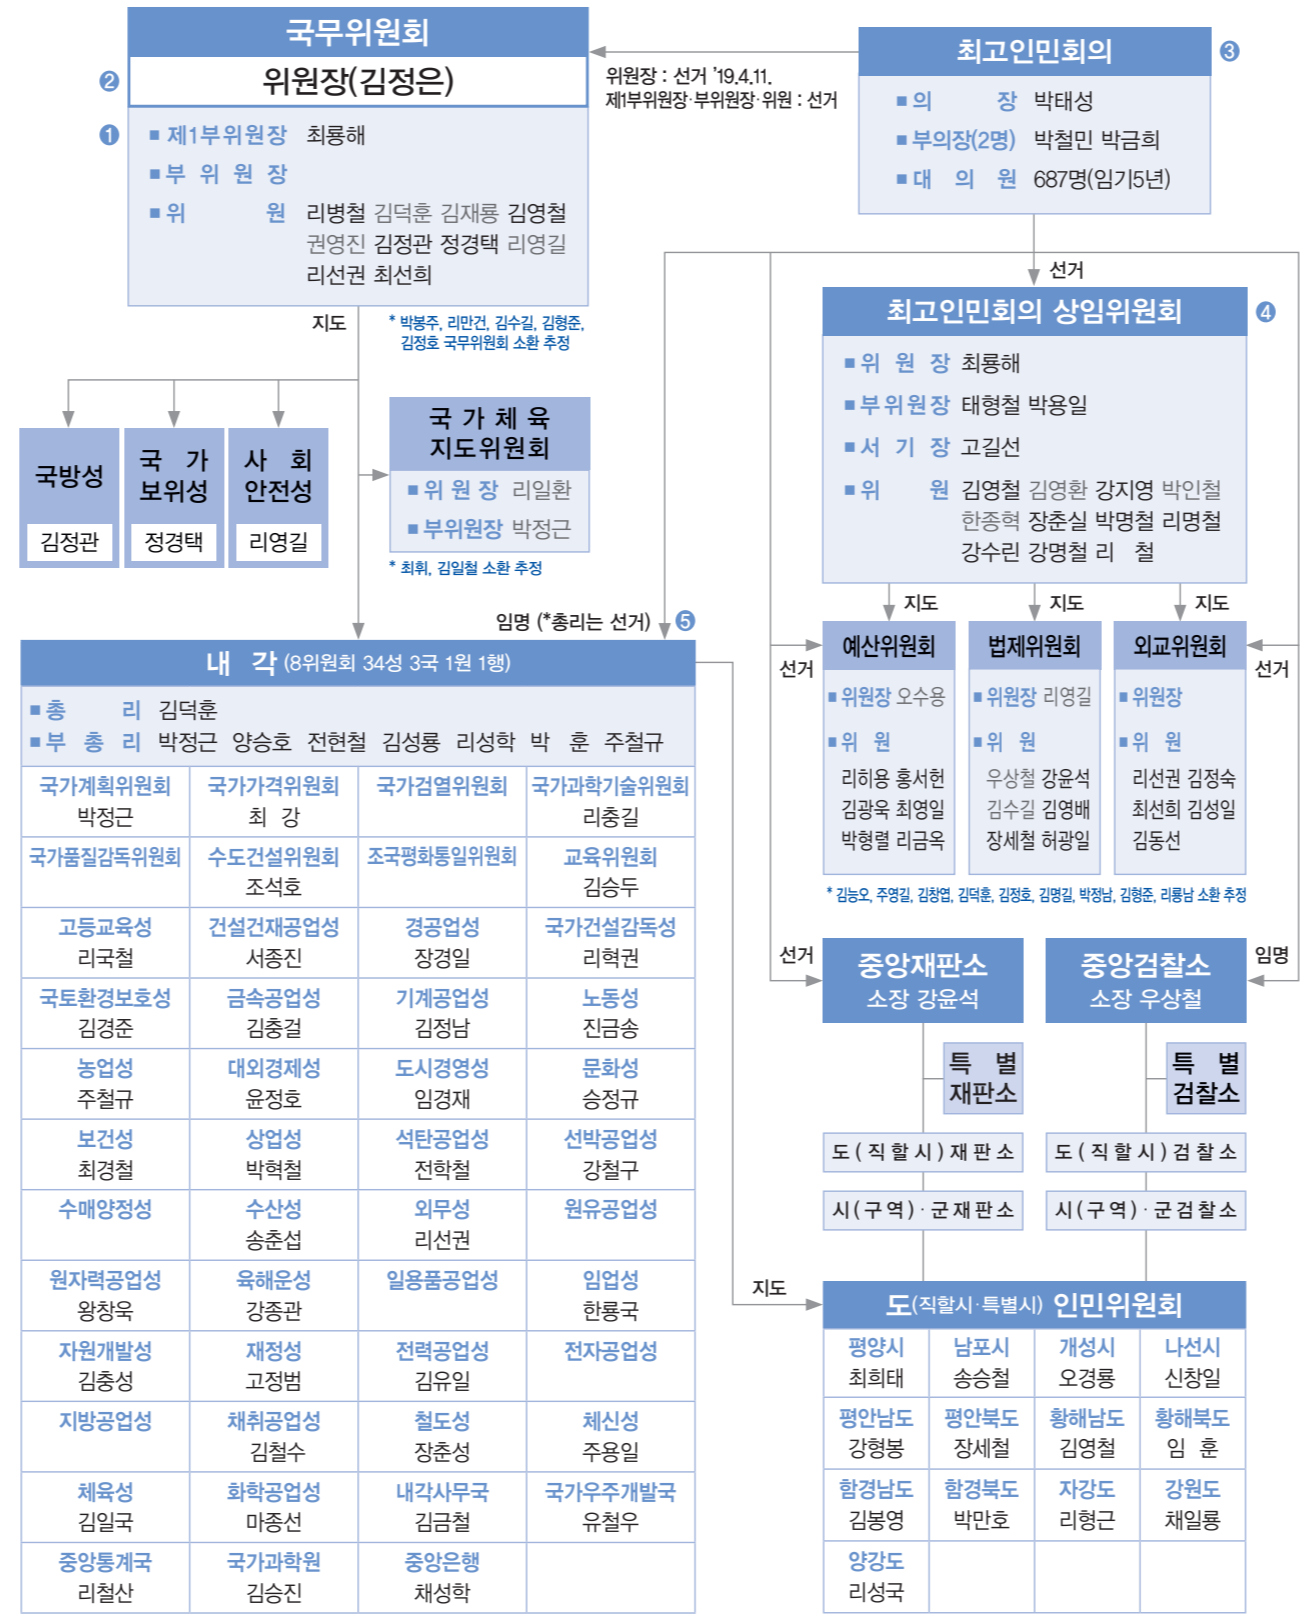 국무위원회
❷ 위원장(김정은)
❶ ■ 제1부위원장 최룡해
■ 부 위 원 장
■ 위 원 리병철 김덕훈 김재룡 김영철
권영진 김정관 정경택 리영길
리선권 최선희
위원장 : 선거 '19.4.11.
제1부위원장·부위원장·위원 : 선거
최고인민회의 ❸
■ 의 장 박태성
■ 부의장(2명) 박철민 박금희
■ 대 의 원 687명(임기5년)
지도
* 박봉주, 리만건, 김수길, 김형준,
김정호 국무위원회 소환 추정
선거
최고인민회의 상임위원회 ❹
■ 위 원 장 최룡해
■ 부위원장 태형철 박용일
■ 서 기 장 고길선
■ 위 원 김영철 김영환 강지영 박인철
한종혁 장춘실 박명철 리명철
강수린 강명철 리 철
국방성
김정관
국 가
보위성
정경택
사 회
안전성
리영길
국 가 체 육
지도위원회
■ 위 원 장 리일환
■ 부위원장 박정근
* 최휘, 김일철 소환 추정
지도 지도 지도
선거
예산위원회
■ 위원장 오수용
■ 위 원
리히용 홍서헌
김광욱 최영일
박형렬 리금옥
법제위원회
■ 위원장 리영길
■ 위 원
우상철 강윤석
김수길 김영배
장세철 허광일
외교위원회
■ 위원장
■ 위 원
리선권 김정숙
최선희 김성일
김동선
선거
* 김능오, 주영길, 김창엽, 김덕훈, 김정호, 김명길, 박정남, 김형준, 리룡남 소환 추정
임명 (*총리는 선거) ❺
내 각 (8위원회 34성 3국 1원 1행)
■ 총 리 김덕훈
■ 부 총 리 박정근 양승호 전현철 김성룡 리성학 박 훈 주철규
국가계획위원회 국가가격위원회 국가검열위원회 국가과학기술위원회
박정근 최 강 리충길
국가품질감독위원회 수도건설위원회 조국평화통일위원회 교육위원회
조석호 김승두
고등교육성 건설건재공업성 경공업성 국가건설감독성
리국철 서종진 장경일 리혁권
국토환경보호성 금속공업성 기계공업성 노동성
김경준 김충걸 김정남 진금송
농업성 대외경제성 도시경영성 문화성
주철규 윤정호 임경재 승정규
보건성 상업성 석탄공업성 선박공업성
최경철 박혁철 전학철 강철구
수매양정성 수산성 외무성 원유공업성
송춘섭 리선권
원자력공업성 육해운성 일용품공업성 임업성
왕창욱 강종관 한룡국
자원개발성 재정성 전력공업성 전자공업성
김충성 고정범 김유일
지방공업성 채취공업성 철도성 체신성
김철수 장춘성 주용일
체육성 화학공업성 내각사무국 국가우주개발국
김일국 마종선 김금철 유철우
중앙통계국 국가과학원 중앙은행
리철산 김승진 채성학
선거
중앙재판소
소장 강윤석
특 별
재판소
도(직할시)재판소
시(구역)·군재판소
중앙검찰소
소장 우상철
임명
특 별
검찰소
도(직할시)검찰소
시(구역)·군검찰소
지도
도(직할시·특별시) 인민위원회
평양시 남포시 개성시 나선시
최희태 송승철 오경룡 신창일
평안남도 평안북도 황해남도 황해북도
강형봉 장세철 김영철 임 훈
함경남도 함경북도 자강도 강원도
김봉영 박만호 리형근 채일룡
양강도
리성국